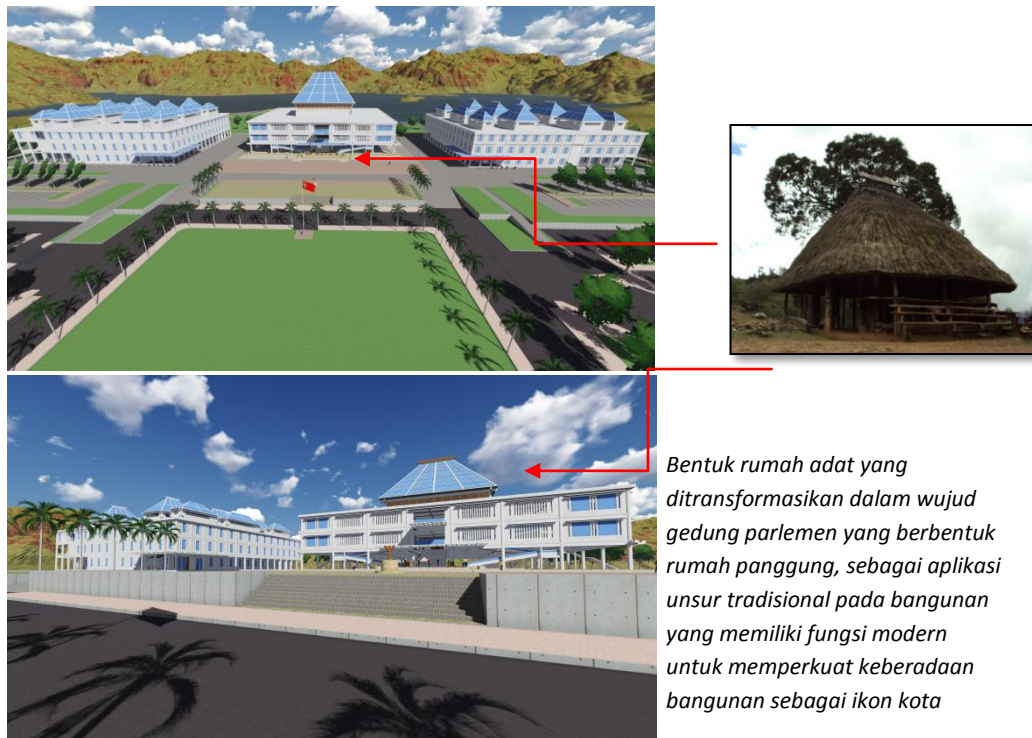 Bentuk rumah adat yang
ditransformasikan dalam wujud
gedung parlemen yang berbentuk
rumah panggung, sebagai aplikasi
unsur tradisional pada bangunan
yang memiliki fungsi modern
untuk memperkuat keberadaan
bangunan sebagai ikon kota